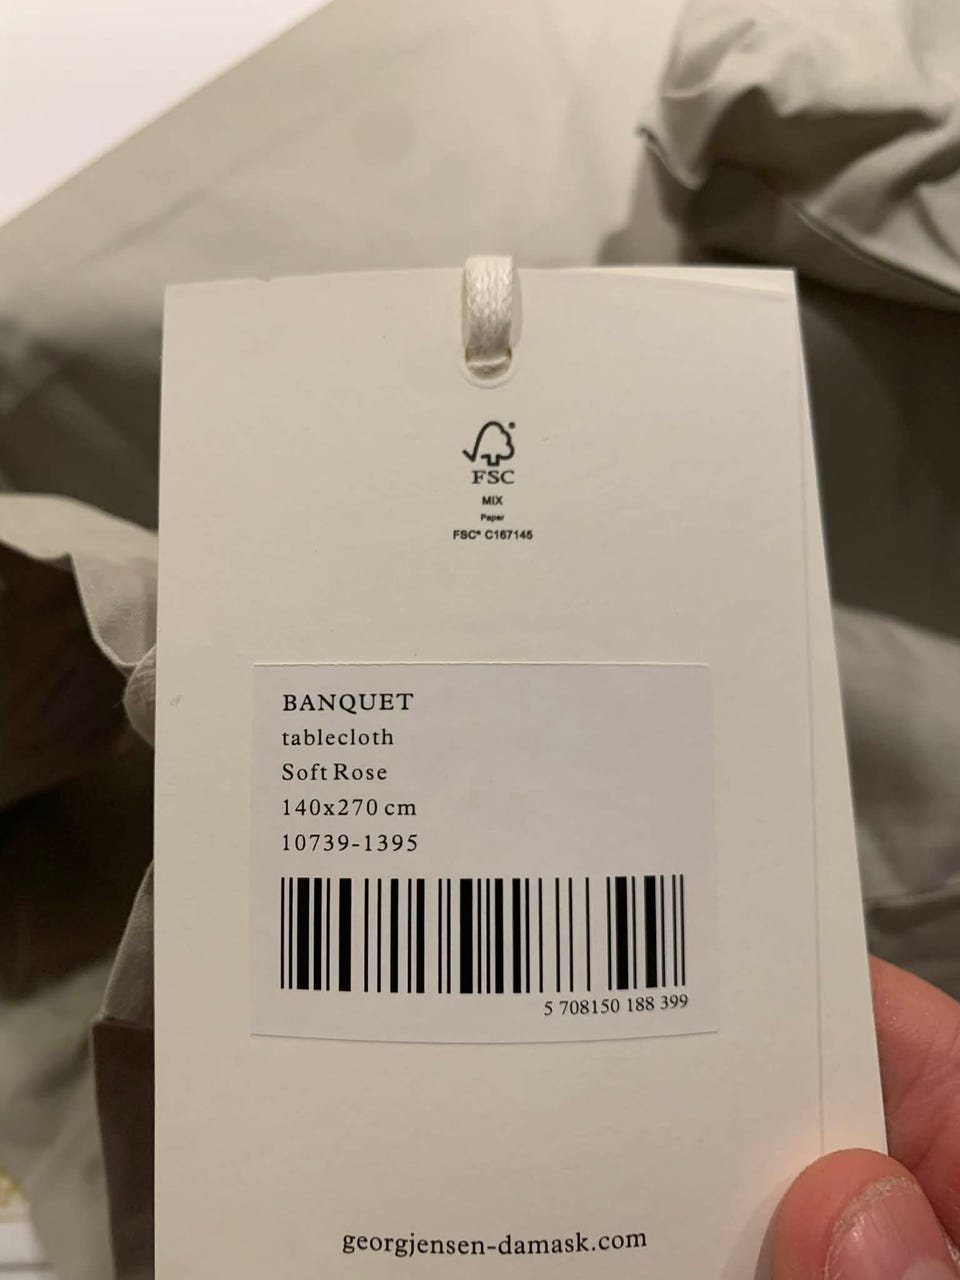 FSC
MIX
Paper
FSC® C167145
BANQUET
tablecloth
Soft Rose
140x270 cm
10739-1395
5 708150 188 399
georgjensen-damask.com